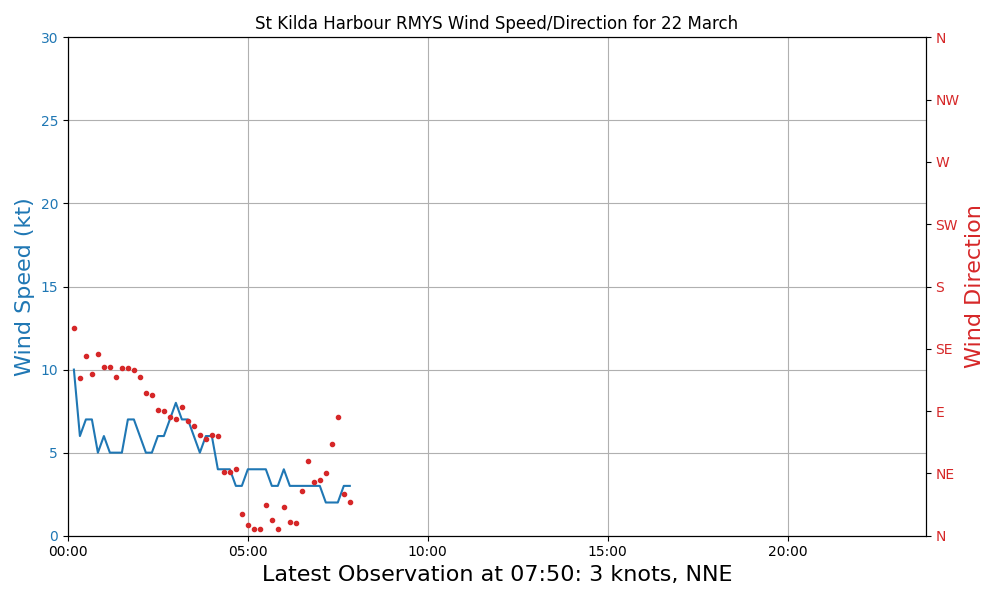 St Kilda Harbour RMYS Wind Speed/Direction for 22 March
30
25
20
15
10
5
0
Wind Speed (kt)
N
NW
W
SW
S
SE
E
NE
N
Wind Direction
00:00
05:00
10:00
15:00
20:00
Latest Observation at 07:50: 3 knots, NNE